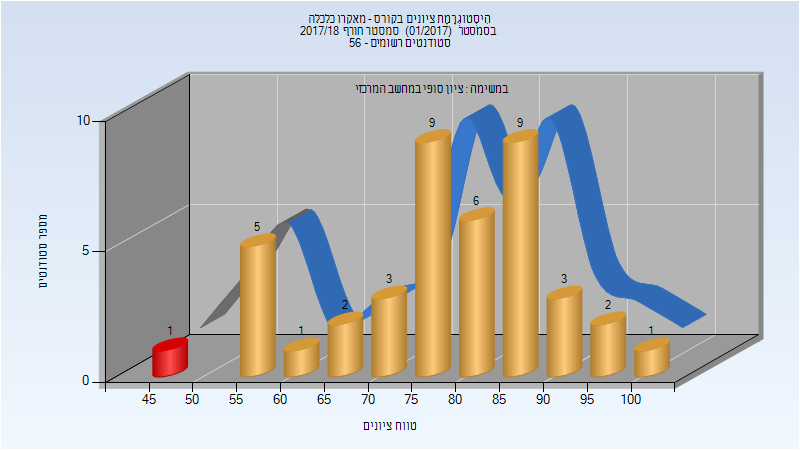 היסטוגרמת ציונים בקורס - מאקרו כלכלה
בסמסטר (01/2017) סמסטר חורף 2017/18
סטודנטים רשומים - 56
במשימה : ציון סופי במחשב המרכזי
10
5
0
מספר סטודנטים
1
5
1
2
3
9
6
9
3
2
1
45 50 55 60 65 70 75 80 85 90 95 100
טווח ציונים